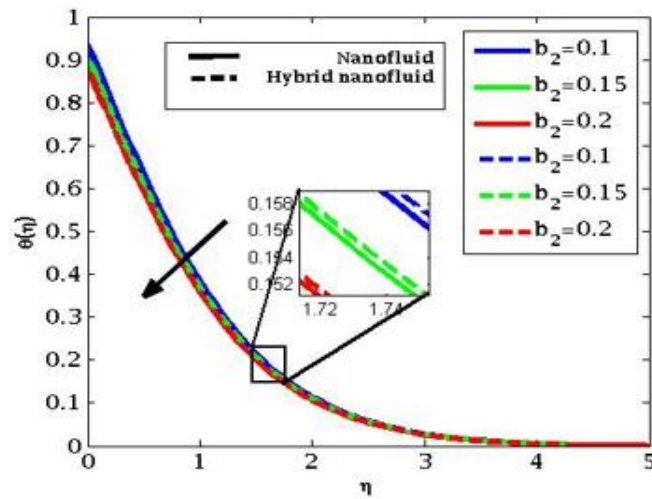 1
0.9
0.8
0.7
0.6
0.5
0.4
0.3
0.2
0.1
0
θ(η)
Nanofluid
Hybrid nanofluid
b₂=0.1
b₂=0.15
b₂=0.2
b₂=0.1
b₂=0.15
b₂=0.2
0.158
0.156
0.154
0.152
1.72
1.74
0
1
2
3
4
5
η